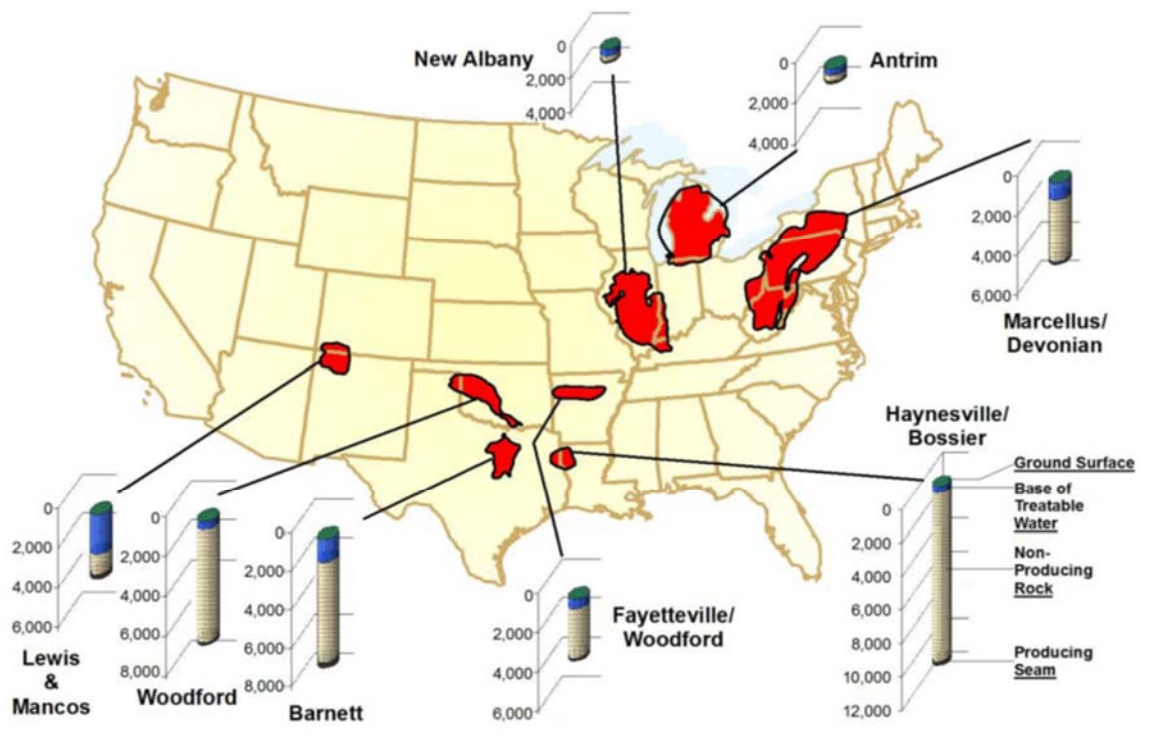 New Albany
0
2,000
4,000
Antrim
0
2,000
4,000
0
2,000
4,000
6,000
Marcellus/
Devonian
Haynesville/
Bossier
Ground Surface
Base of
Treatable
Water
Non-
Producing
Rock
Producing
Seam
0
2,000
4,000
6,000
8,000
10,000
12,000
0
2,000
4,000
6,000
Lewis
&
Mancos
0
2,000
4,000
6,000
8,000
Woodford
0
2,000
4,000
6,000
8,000
Barnett
0
2,000
4,000
6,000
Fayetteville/
Woodford